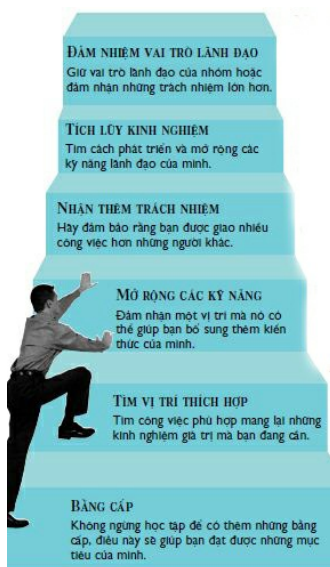 ĐẢM NHIỆM VAI TRÒ LÃNH ĐẠO
Giữ vai trò lãnh đạo của nhóm hoặc
đảm nhận những trách nhiệm lớn hơn.
TÍCH LŨY KINH NGHIỆM
Tìm cách phát triển và mở rộng các
kỹ năng lãnh đạo của mình.
NHẬN THÊM TRÁCH NHIỆM
Hãy đảm bảo rằng bạn được giao nhiều
công việc hơn những người khác.
MỞ RỘNG CÁC KỸ NĂNG
Đảm nhận một vị trí mà nó có
thể giúp bạn bổ sung thêm kiến
thức của mình.
TÌM VỊ TRÍ THÍCH HỢP
Tìm công việc phù hợp mang lại những
kinh nghiệm giá trị mà bạn đang cần.
BẰNG CẤP
Không ngừng học tập để có thêm những bằng
cấp, điều này sẽ giúp bạn đạt được những mục
tiêu của mình.